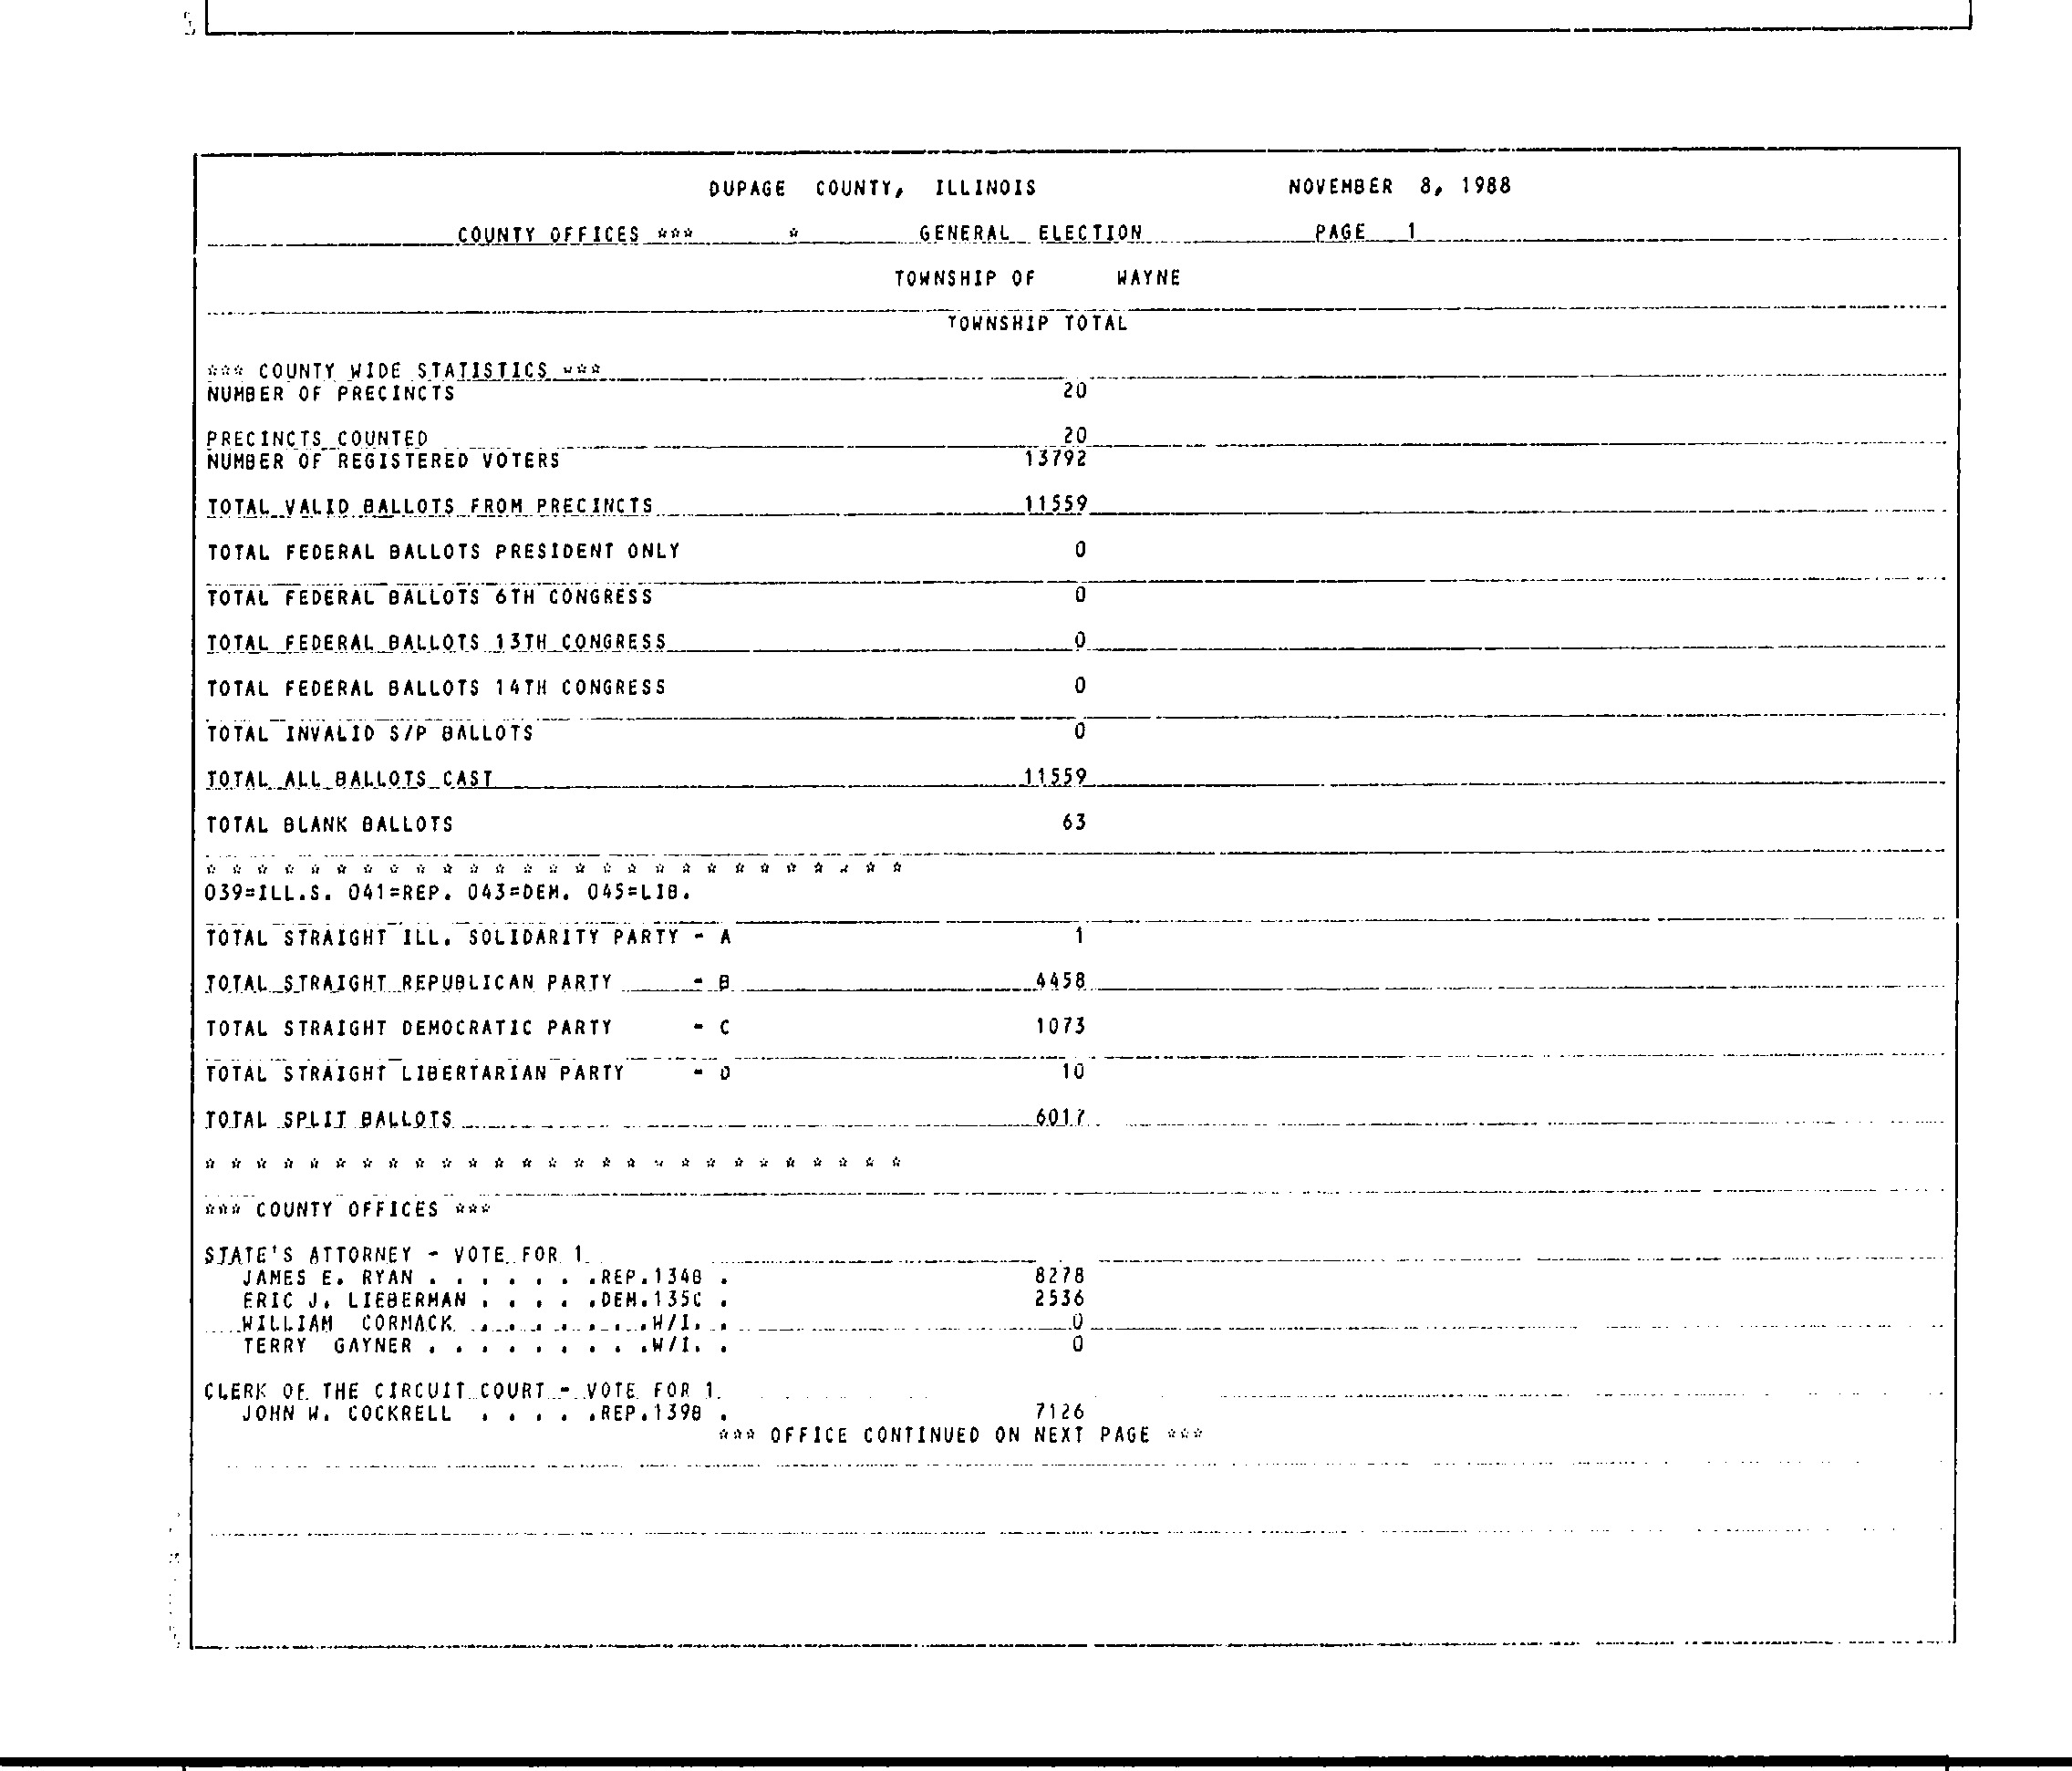 DUPAGE COUNTY, ILLINOIS NOVEMBER 8, 1988
COUNTY OFFICES *** * GENERAL ELECTION PAGE 1
TOWNSHIP OF WAYNE
TOWNSHIP TOTAL
*** COUNTY WIDE STATISTICS ***
NUMBER OF PRECINCTS 20
PRECINCTS COUNTED 20
NUMBER OF REGISTERED VOTERS 13792
TOTAL VALID BALLOTS FROM PRECINCTS 11559
TOTAL FEDERAL BALLOTS PRESIDENT ONLY 0
TOTAL FEDERAL BALLOTS 6TH CONGRESS 0
TOTAL FEDERAL BALLOTS 13TH CONGRESS 0
TOTAL FEDERAL BALLOTS 14TH CONGRESS 0
TOTAL INVALID S/P BALLOTS 0
TOTAL ALL BALLOTS CAST 11559
TOTAL BLANK BALLOTS 63
* * * * * * * * * * * * * * * * * * * * * * * * * * *
039=ILL.S. 041=REP. 043=DEM. 045=LIB.
TOTAL STRAIGHT ILL. SOLIDARITY PARTY - A 1
TOTAL STRAIGHT REPUBLICAN PARTY - B 4458
TOTAL STRAIGHT DEMOCRATIC PARTY - C 1073
TOTAL STRAIGHT LIBERTARIAN PARTY - D 10
TOTAL SPLIT BALLOTS 6017
* * * * * * * * * * * * * * * * * * * * * * * * * * *
*** COUNTY OFFICES ***
STATE'S ATTORNEY - VOTE FOR 1
JAMES E. RYAN . . . . . . .REP.134B . 8278
ERIC J. LIEBERMAN . . . . .DEM.135C . 2536
WILLIAM CORMACK . . . . . . .W/I. . 0
TERRY GAYNER . . . . . . . . .W/I. . 0
CLERK OF THE CIRCUIT COURT - VOTE FOR 1
JOHN W. COCKRELL . . . . .REP.139B . 7126
*** OFFICE CONTINUED ON NEXT PAGE ***